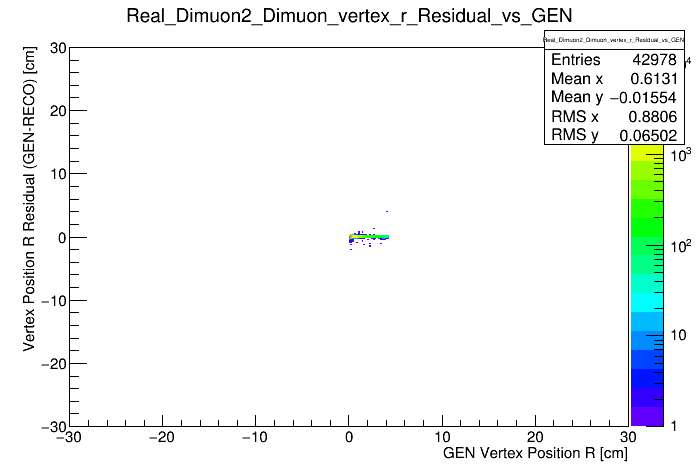 Real_Dimuon2_Dimuon_vertex_r_Residual_vs_GEN
Real_Dimuon2_Dimuon_vertex_r_Residual_vs_GEN
Entries 42978
Mean x 0.6131
Mean y −0.01554
RMS x 0.8806
RMS y 0.06502
Vertex Position R Residual (GEN-RECO) [cm]
30
20
10
0
−10
−20
−30
−30 −20 −10 0 10 20 30
GEN Vertex Position R [cm]
4
10³
10²
10
1